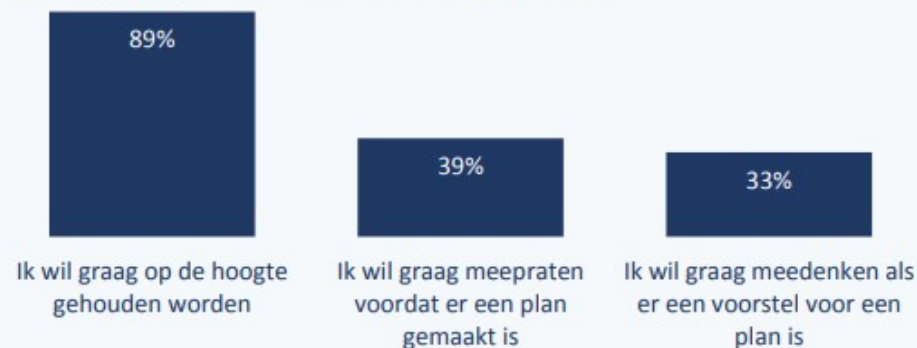 89%
39%
33%
Ik wil graag op de hoogte
gehouden worden
Ik wil graag meepraten
voordat er een plan
gemaakt is
Ik wil graag meedenken als
er een voorstel voor een
plan is